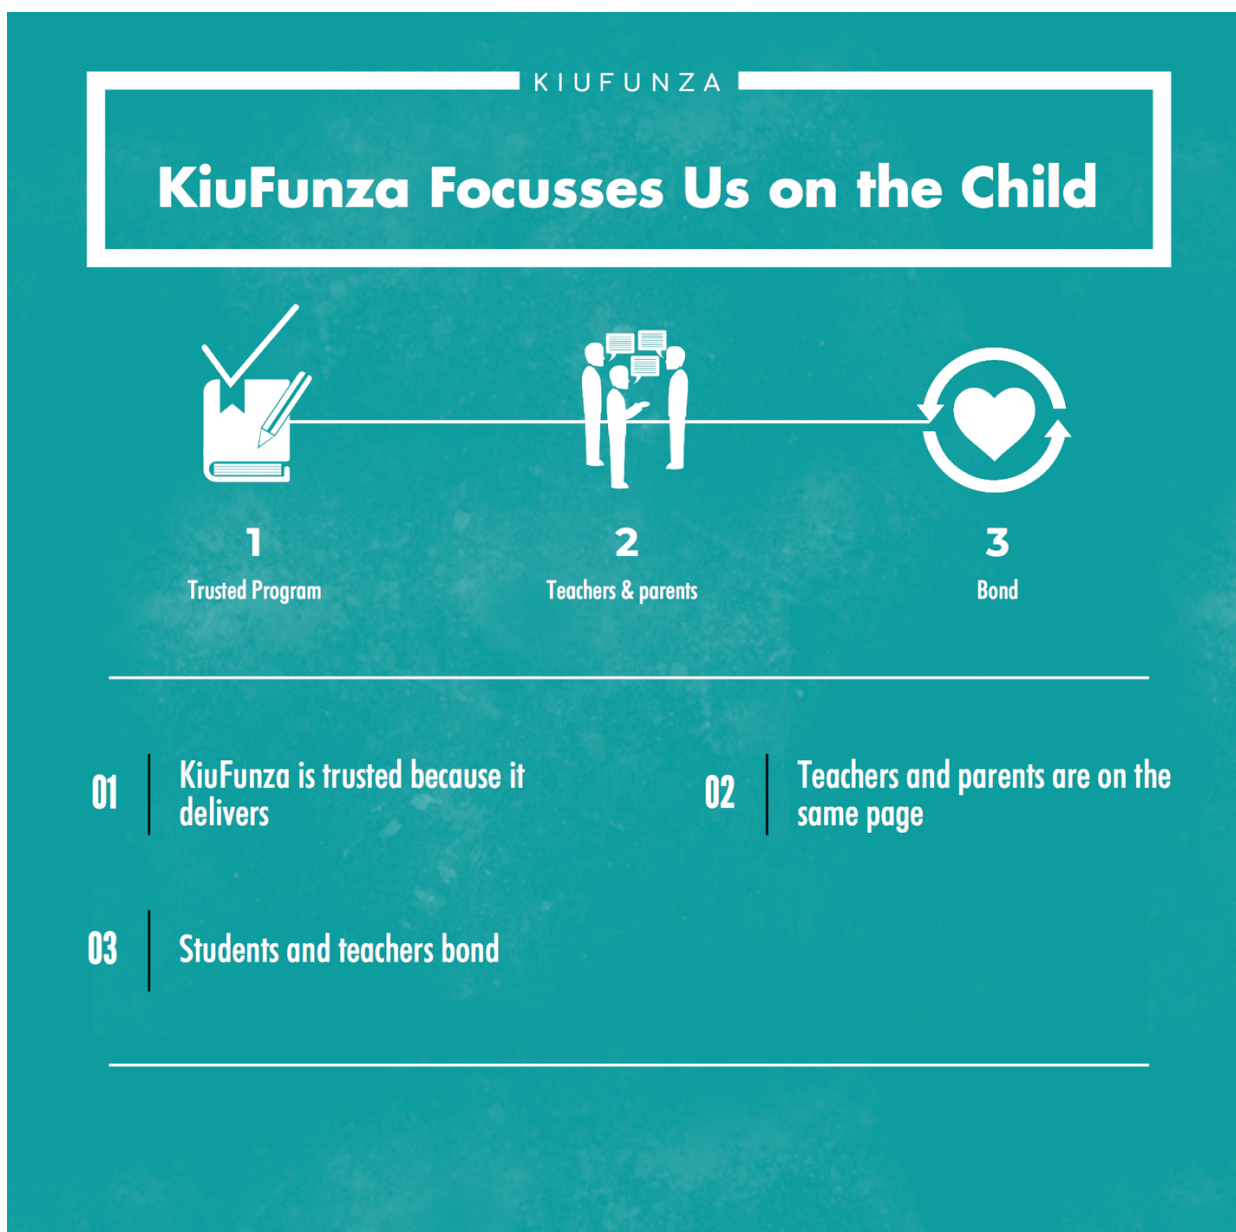 KIUFUNZA
KiuFunza Focusses Us on the Child
1
Trusted Program
2
Teachers & parents
3
Bond
01
KiuFunza is trusted because it
delivers
02
Teachers and parents are on the
same page
03
Students and teachers bond